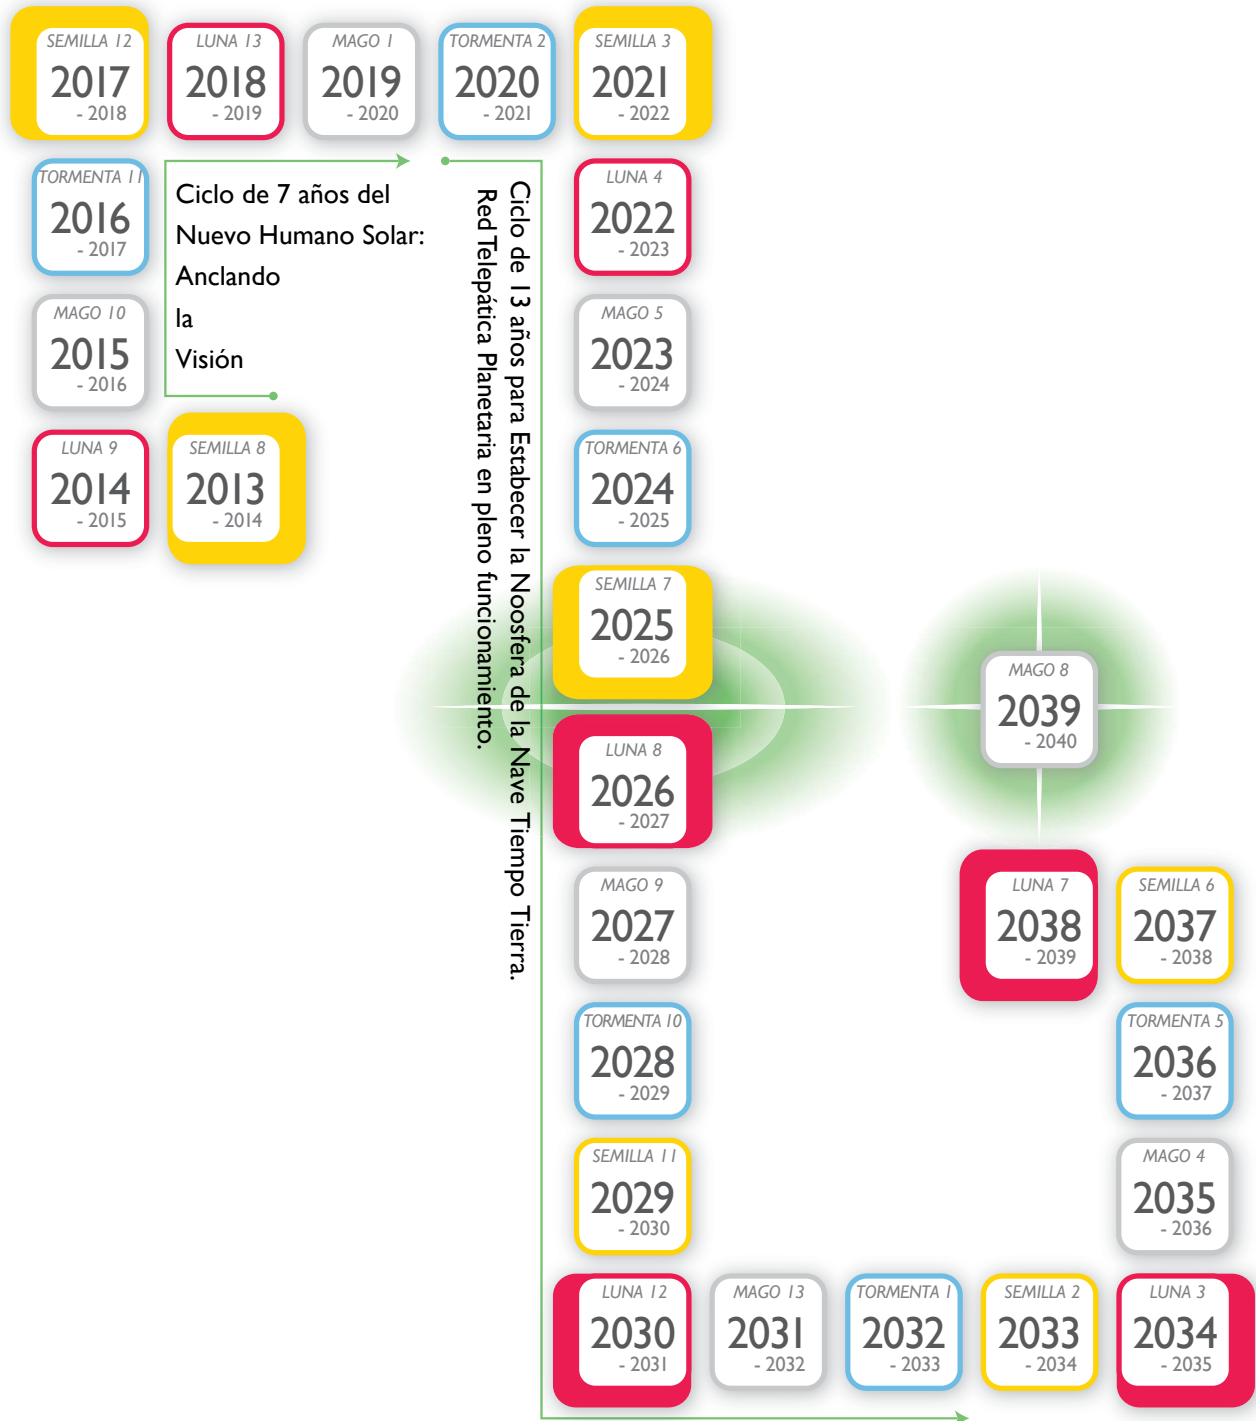 SEMILLA 12
2017
- 2018
LUNA 13
2018
- 2019
MAGO 1
2019
- 2020
TORMENTA 2
2020
- 2021
SEMILLA 3
2021
- 2022
TORMENTA 11
2016
- 2017
Ciclo de 7 años del
Nuevo Humano Solar:
Anclando
la
Visión
Ciclo de 13 años para Estabecer la Noosfera de la Nave Tiempo Tierra.
Red Telepática Planetaria en pleno funcionamiento.
LUNA 4
2022
- 2023
MAGO 10
2015
- 2016
MAGO 5
2023
- 2024
LUNA 9
2014
- 2015
SEMILLA 8
2013
- 2014
TORMENTA 6
2024
- 2025
SEMILLA 7
2025
- 2026
MAGO 8
2039
- 2040
LUNA 8
2026
- 2027
MAGO 9
2027
- 2028
LUNA 7
2038
- 2039
SEMILLA 6
2037
- 2038
TORMENTA 10
2028
- 2029
TORMENTA 5
2036
- 2037
SEMILLA 11
2029
- 2030
MAGO 4
2035
- 2036
LUNA 12
2030
- 2031
MAGO 13
2031
- 2032
TORMENTA 1
2032
- 2033
SEMILLA 2
2033
- 2034
LUNA 3
2034
- 2035